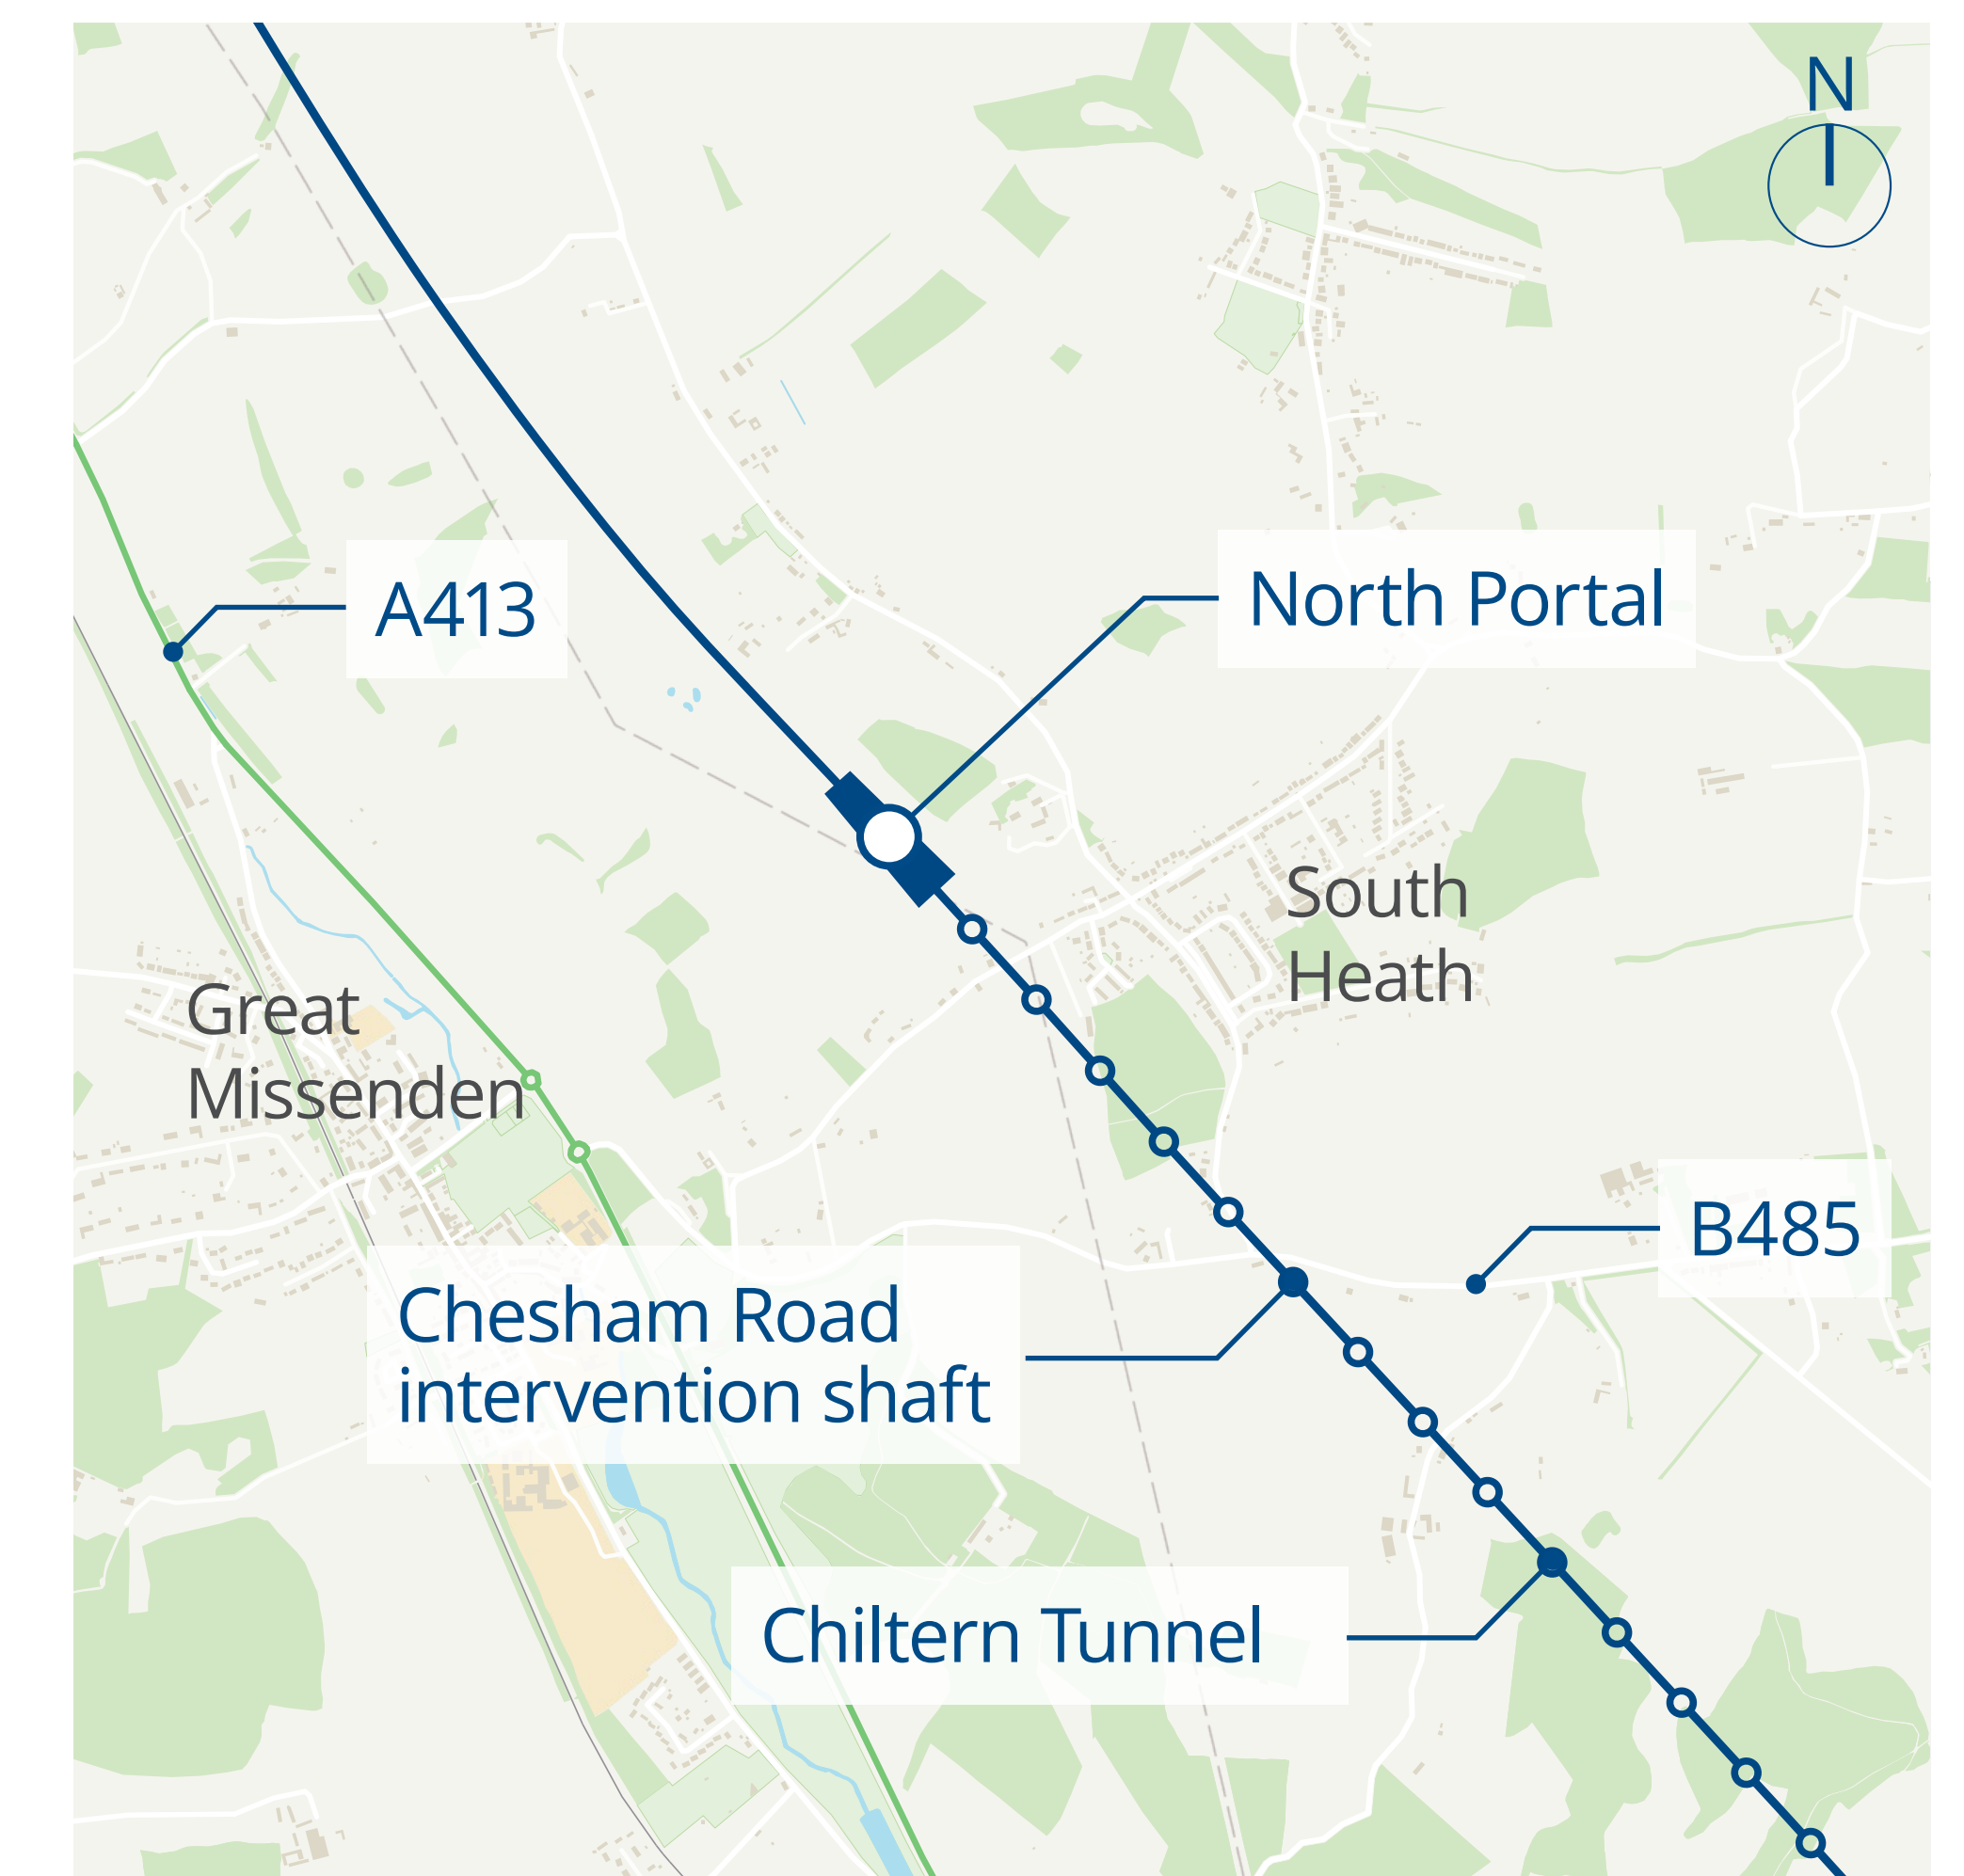 N
A413
North Portal
South
Heath
Great
Missenden
B485
Chesham Road
intervention shaft
Chiltern Tunnel